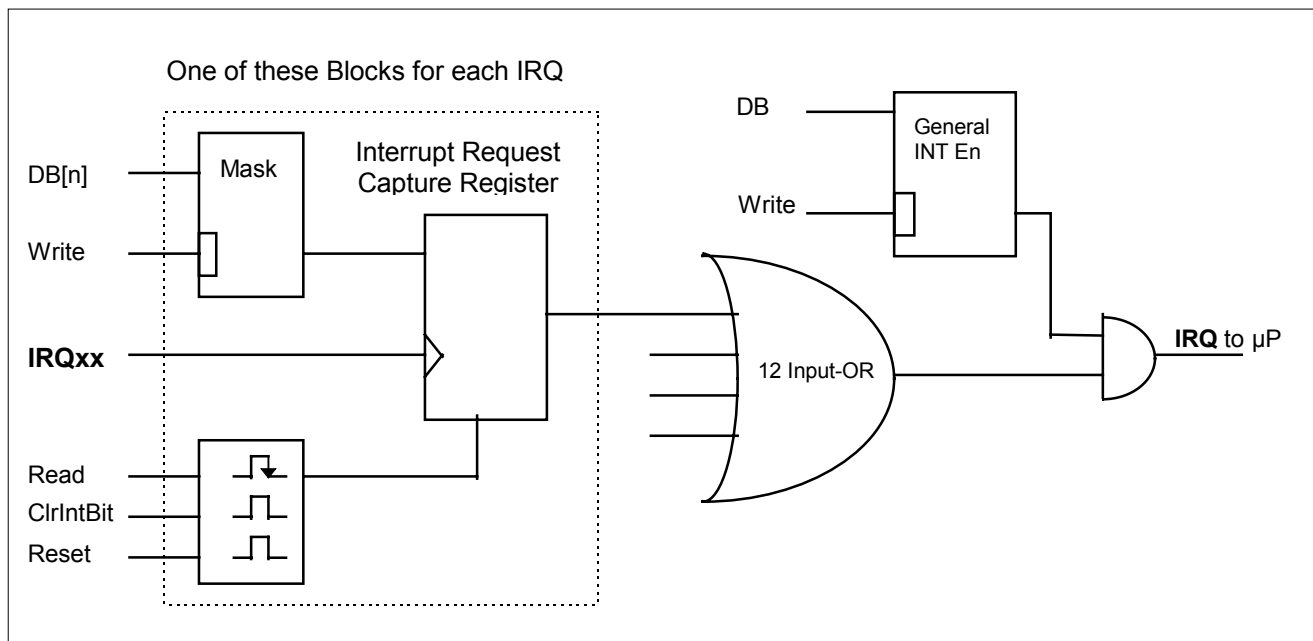 One of these Blocks for each IRQ
DB[n]
Write
IRQxx
Read
ClrIntBit
Reset
Mask
Interrupt Request
Capture Register
12 Input-OR
DB
Write
General
INT En
IRQ to µP